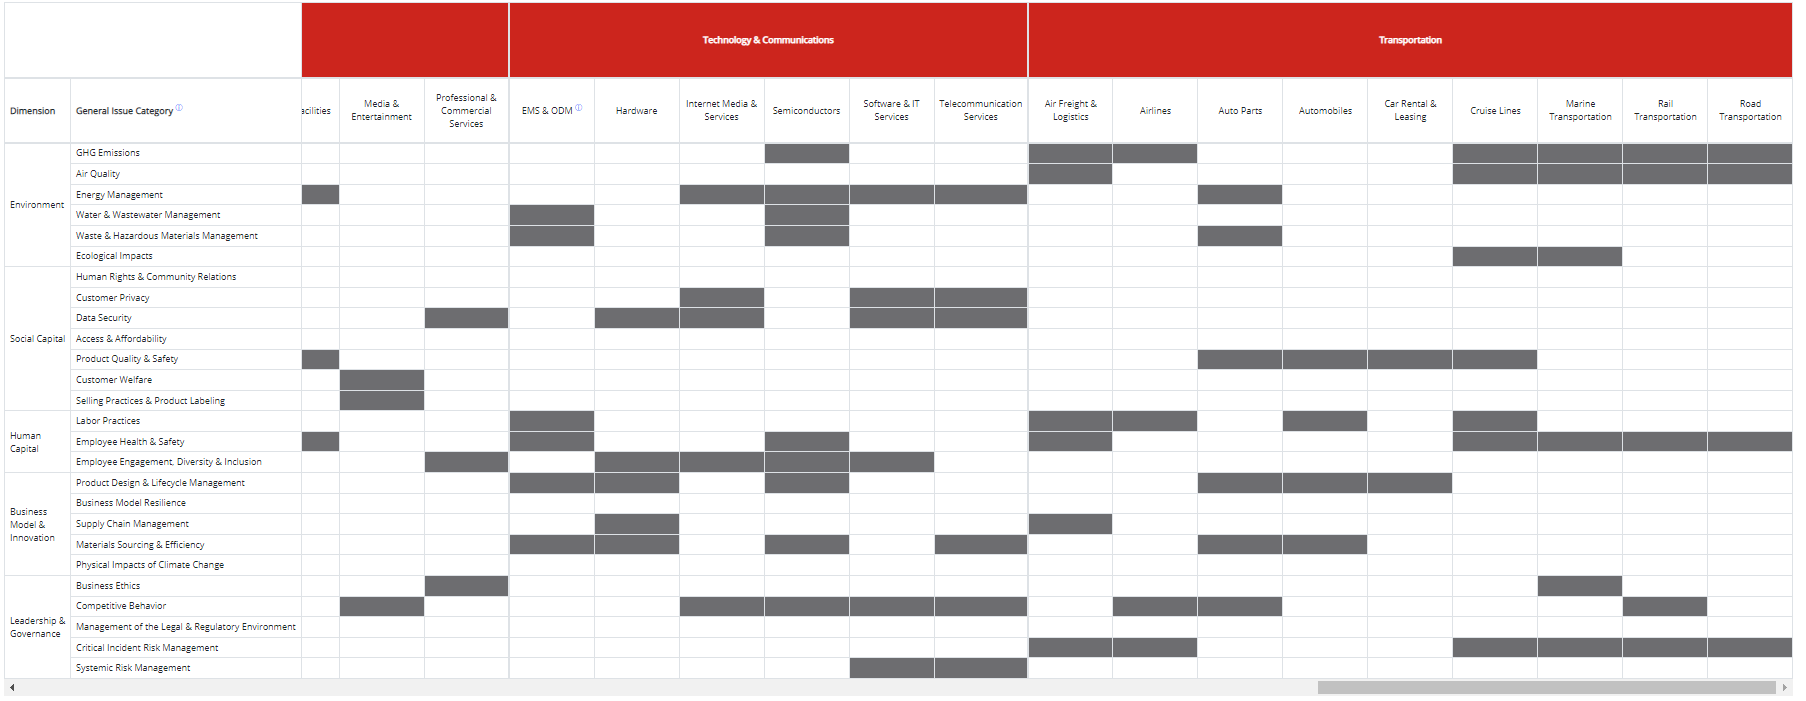 Technology & Communications
Transportation
Dimension
General Issue Category
acilities
Media &
Entertainment
Professional &
Commercial
Services
EMS & ODM
Hardware
Internet Media &
Services
Semiconductors
Software & IT
Services
Telecommunication
Services
Air Freight &
Logistics
Airlines
Auto Parts
Automobiles
Car Rental &
Leasing
Cruise Lines
Marine
Transportation
Rail
Transportation
Road
Transportation
Environment
GHG Emissions
Air Quality
Energy Management
Water & Wastewater Management
Waste & Hazardous Materials Management
Ecological Impacts
Social Capital
Human Rights & Community Relations
Customer Privacy
Data Security
Access & Affordability
Product Quality & Safety
Customer Welfare
Selling Practices & Product Labeling
Human
Capital
Labor Practices
Employee Health & Safety
Employee Engagement, Diversity & Inclusion
Business
Model &
Innovation
Product Design & Lifecycle Management
Business Model Resilience
Supply Chain Management
Materials Sourcing & Efficiency
Physical Impacts of Climate Change
Leadership &
Governance
Business Ethics
Competitive Behavior
Management of the Legal & Regulatory Environment
Critical Incident Risk Management
Systemic Risk Management